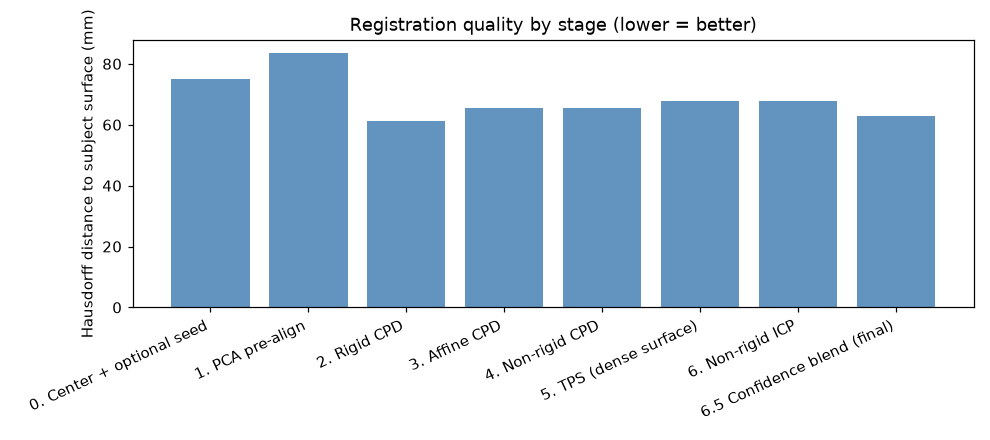 Registration quality by stage (lower = better)
Hausdorff distance to subject surface (mm)
80
60
40
20
0
0. Center + optional seed
1. PCA pre-align
2. Rigid CPD
3. Affine CPD
4. Non-rigid CPD
5. TPS (dense surface)
6. Non-rigid ICP
6.5 Confidence blend (final)